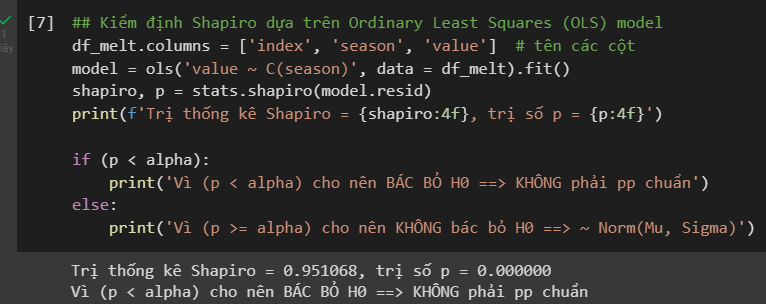 [7] ## Kiểm định Shapiro dựa trên Ordinary Least Squares (OLS) model
df_melt.columns = ['index', 'season', 'value']  # tên các cột
model = ols('value ~ C(season)', data = df_melt).fit()
shapiro, p = stats.shapiro(model.resid)
print(f'Trị thống kê Shapiro = {shapiro:4f}, trị số p = {p:4f}')
if (p < alpha):
    print('Vì (p < alpha) cho nên BÁC BỎ H0 ==> KHÔNG phải pp chuẩn')
else:
    print('Vì (p >= alpha) cho nên KHÔNG bác bỏ H0 ==> ~ Norm(Mu, Sigma)')
1
giây
Trị thống kê Shapiro = 0.951068, trị số p = 0.000000
Vì (p < alpha) cho nên BÁC BỎ H0 ==> KHÔNG phải pp chuẩn